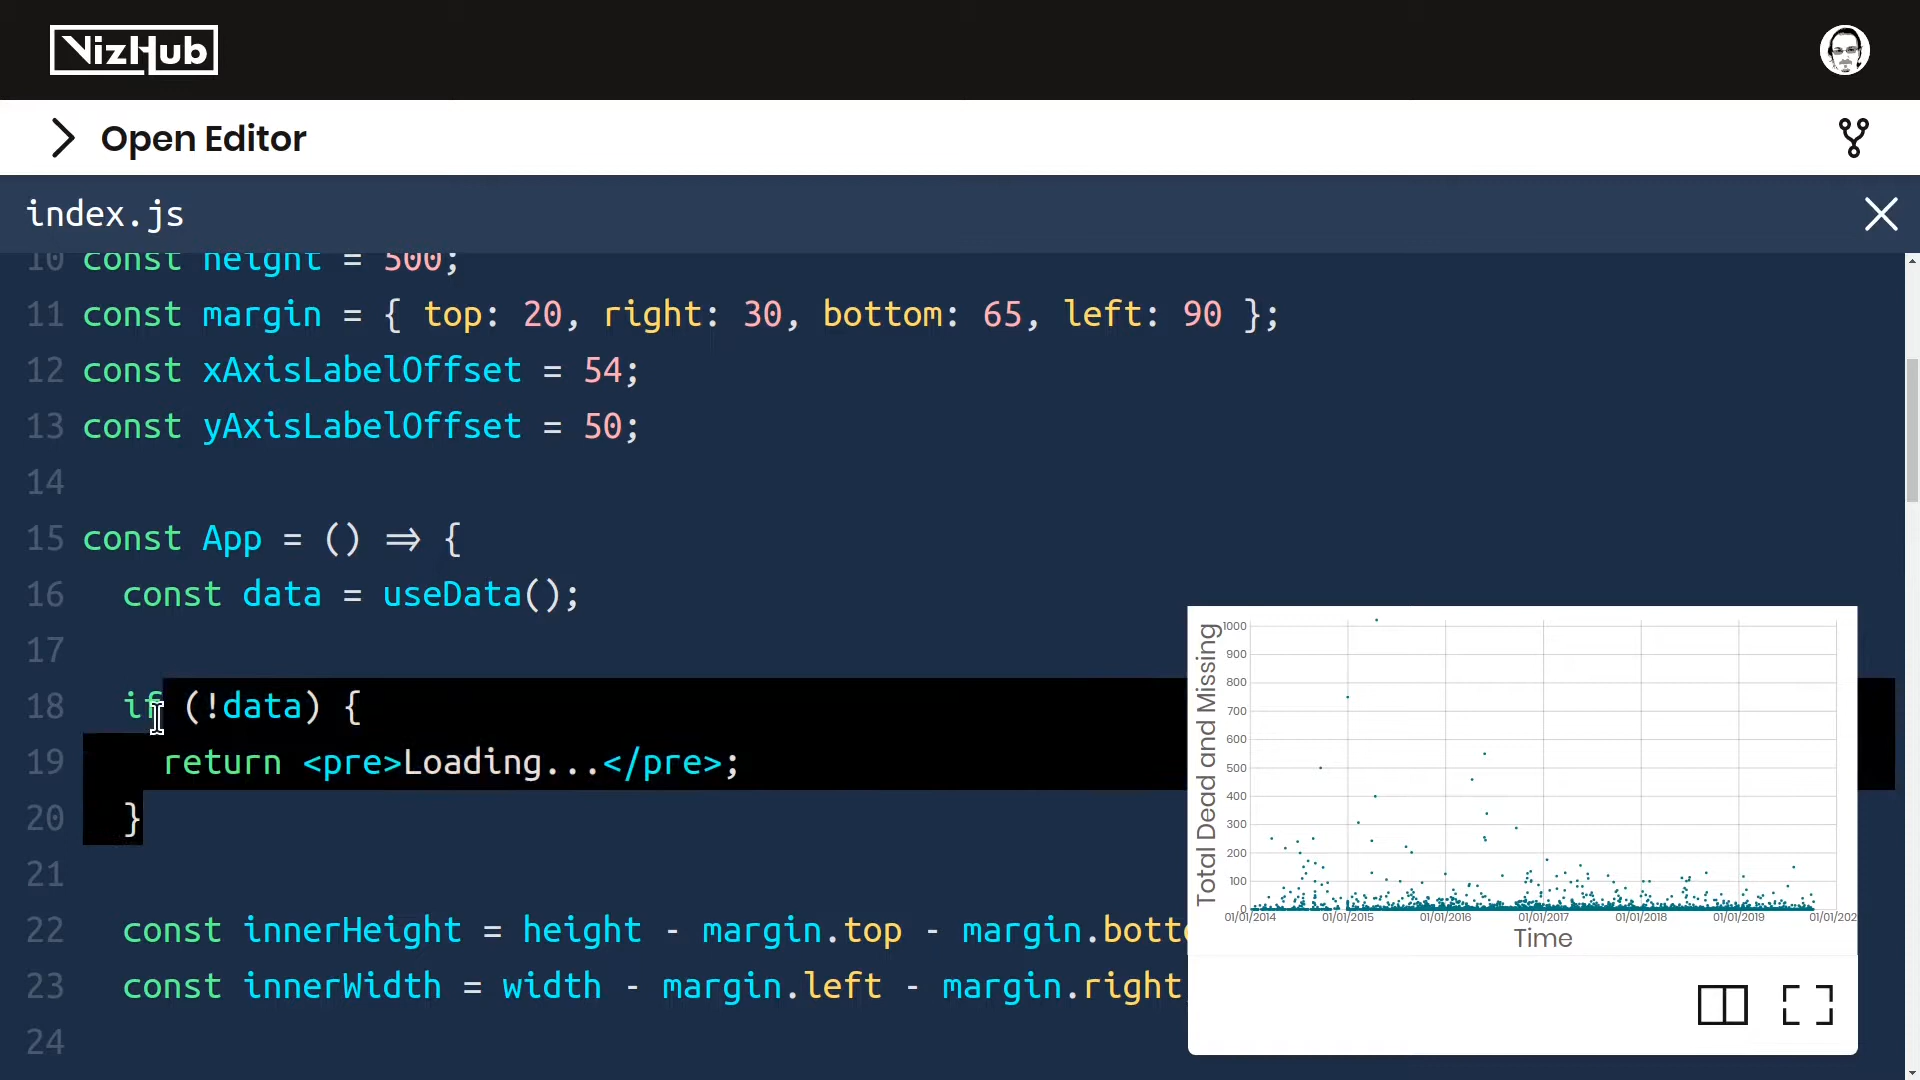 VizHub
Open Editor
index.js
10 const height = 500;
11 const margin = { top: 20, right: 30, bottom: 65, left: 90 };
12 const xAxisLabelOffset = 54;
13 const yAxisLabelOffset = 50;
14
15 const App = () => {
16 const data = useData();
17
18 if (!data) {
19 return <pre>Loading...</pre>;
20 }
21
22 const innerHeight = height - margin.top - margin.botto
23 const innerWidth = width - margin.left - margin.right
24
Total Dead and Missing
1000
900
800
700
600
500
400
300
200
100
0
01/01/2014 01/01/2015 01/01/2016 01/01/2017 01/01/2018 01/01/2019 01/01/202
Time